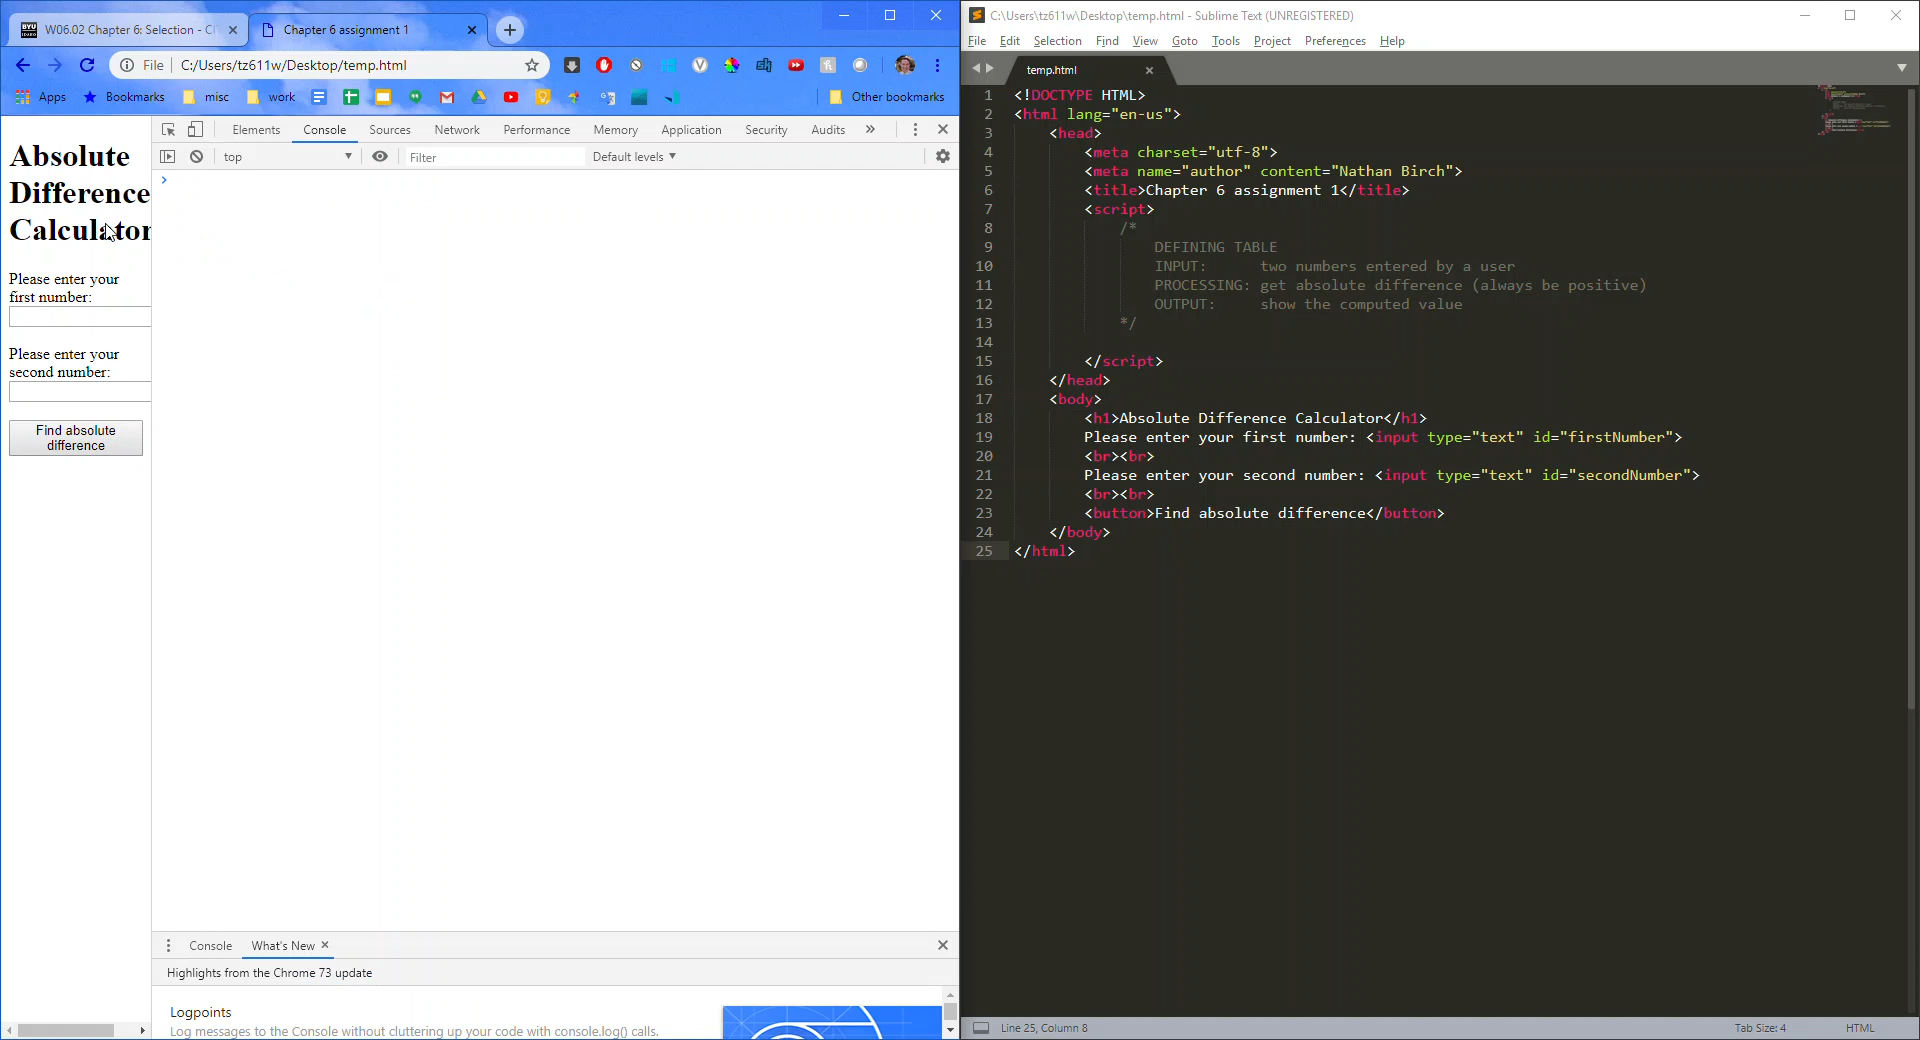 W06.02 Chapter 6: Selection - CI
Chapter 6 assignment 1
File
C:/Users/tz611w/Desktop/temp.html
Apps
Bookmarks
misc
work
Other bookmarks
Absolute
Difference
Calculator
Please enter your
first number:
Please enter your
second number:
Find absolute
difference
Elements
Console
Sources
Network
Performance
Memory
Application
Security
Audits
top
Filter
Default levels
Console
What's New
Highlights from the Chrome 73 update
Logpoints
Log messages to the Console without cluttering up your code with console.log() calls.
C:\Users\tz611w\Desktop\temp.html - Sublime Text (UNREGISTERED)
File Edit Selection Find View Goto Tools Project Preferences Help
temp.html
1 <!DOCTYPE HTML>
2 <html lang="en-us">
3 <head>
4 <meta charset="utf-8">
5 <meta name="author" content="Nathan Birch">
6 <title>Chapter 6 assignment 1</title>
7 <script>
8 /*
9 DEFINING TABLE
10 INPUT: two numbers entered by a user
11 PROCESSING: get absolute difference (always be positive)
12 OUTPUT: show the computed value
13 */
14
15 </script>
16 </head>
17 <body>
18 <h1>Absolute Difference Calculator</h1>
19 Please enter your first number: <input type="text" id="firstNumber">
20 <br><br>
21 Please enter your second number: <input type="text" id="secondNumber">
22 <br><br>
23 <button>Find absolute difference</button>
24 </body>
25 </html>
Line 25, Column 8
Tab Size: 4
HTML